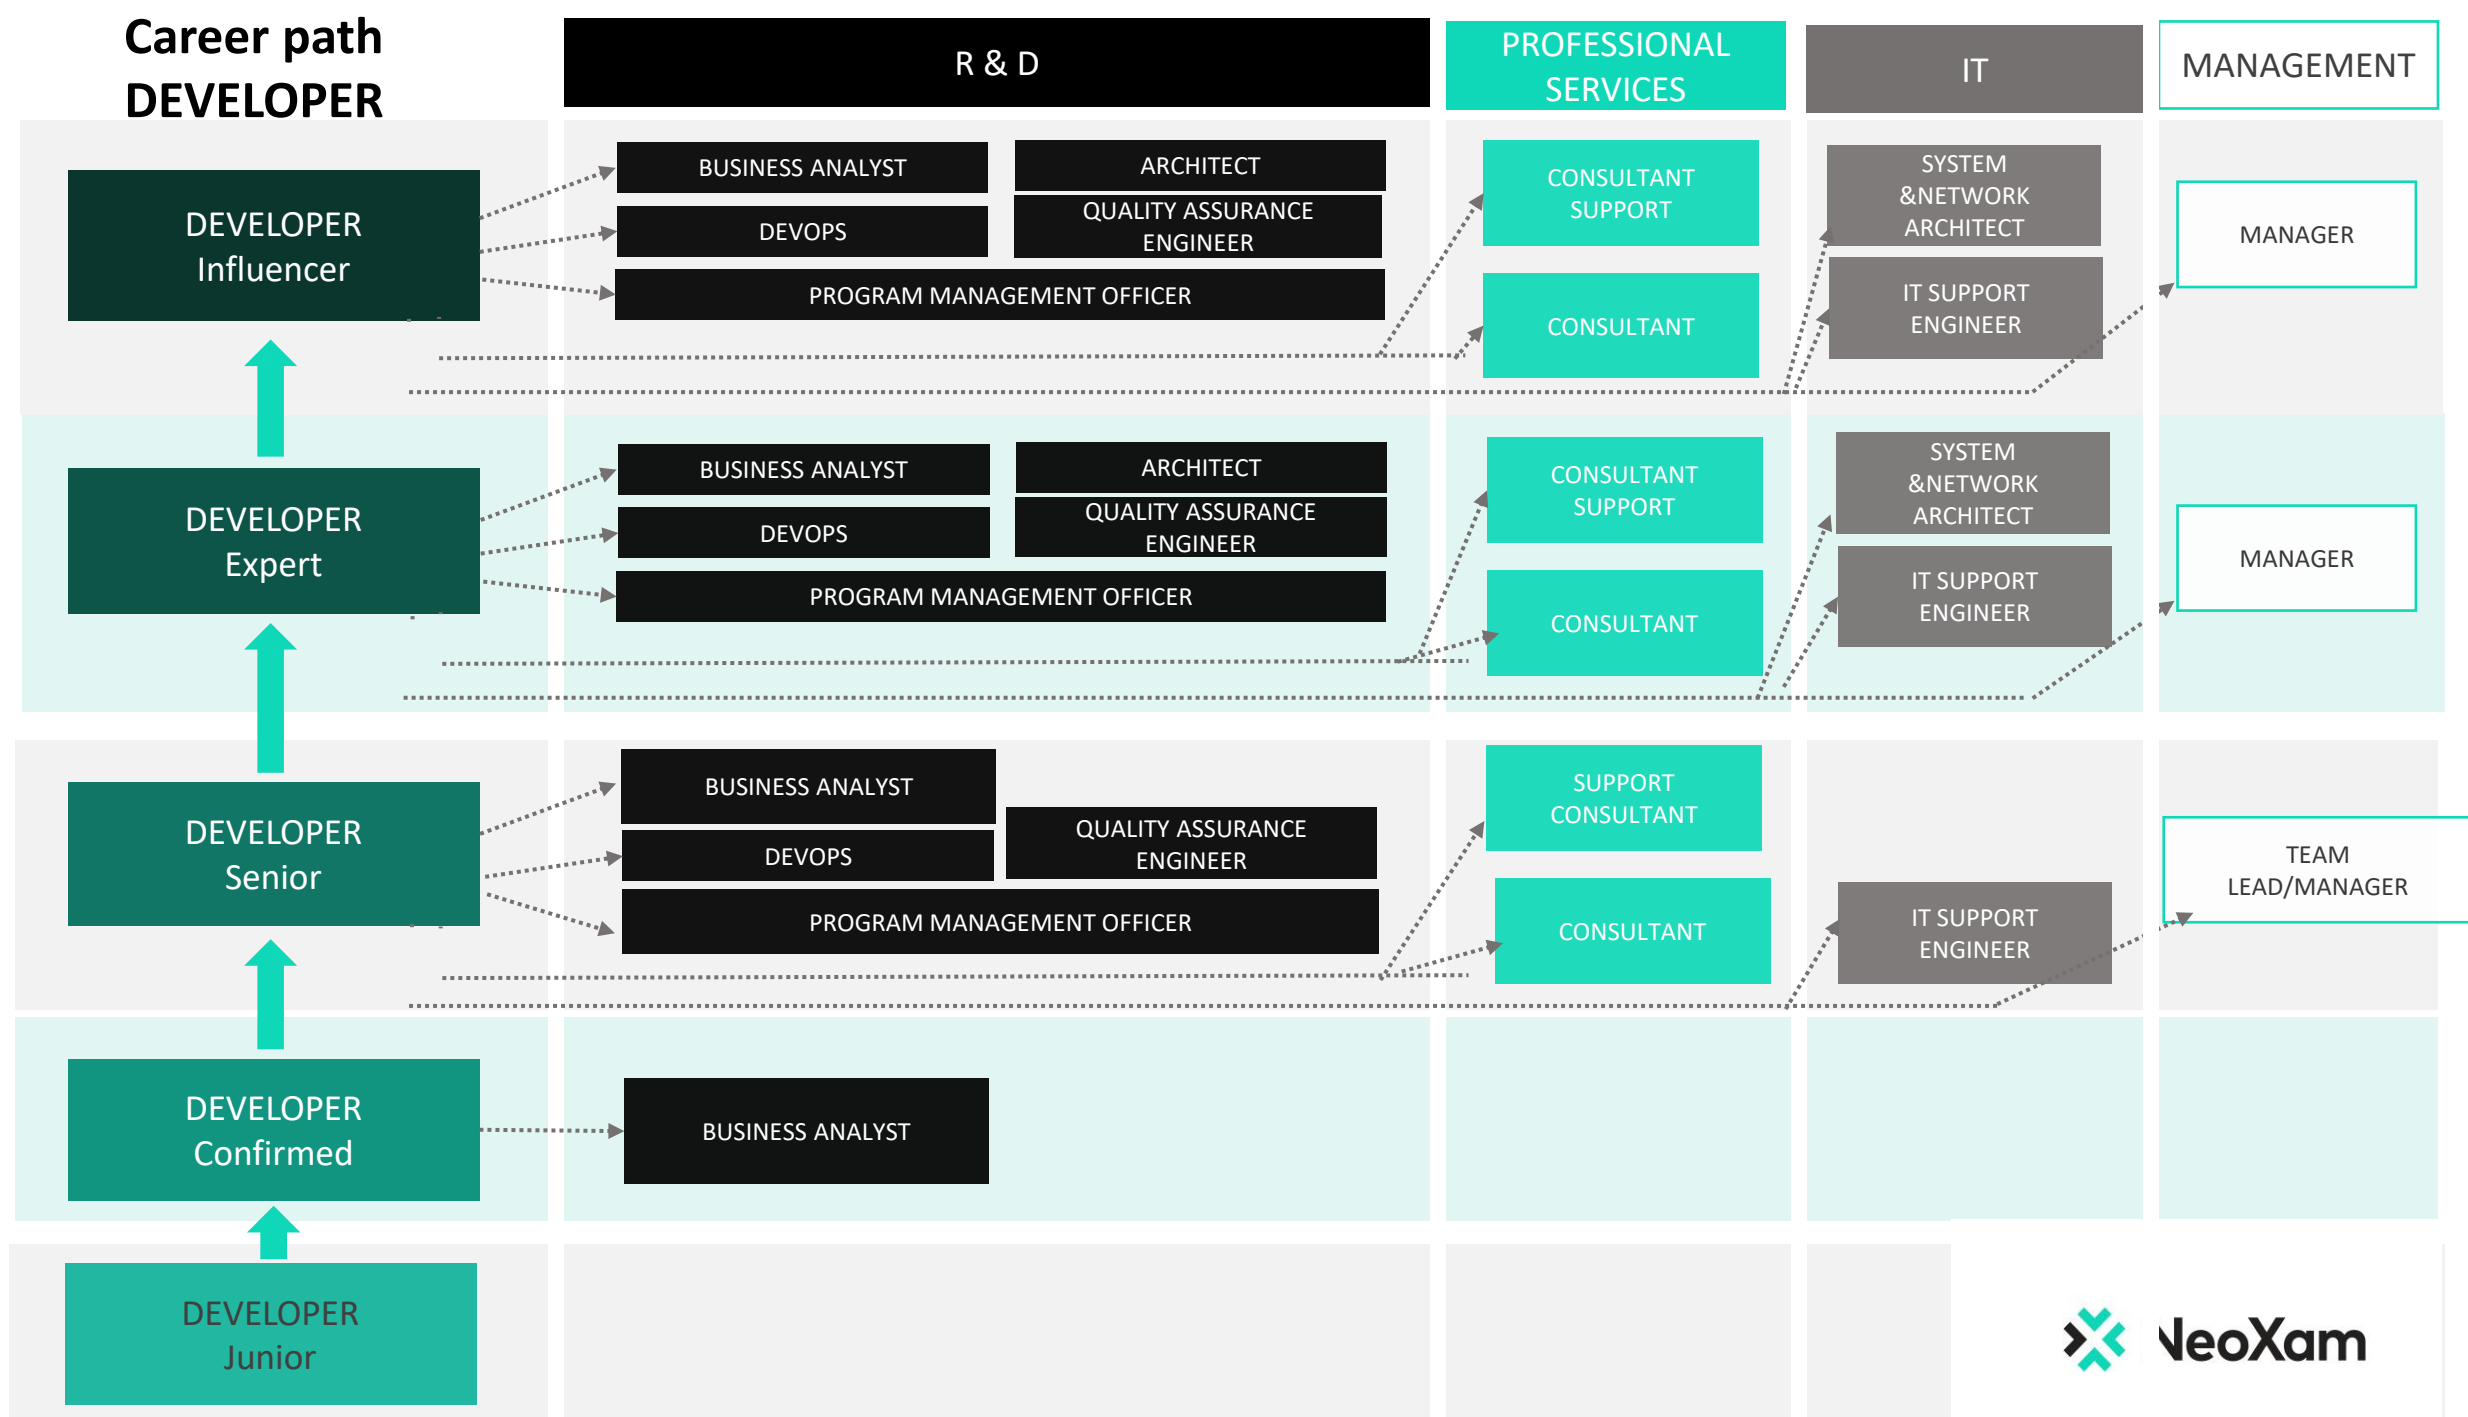 Career path
DEVELOPER
R & D
PROFESSIONAL
SERVICES
IT
MANAGEMENT
DEVELOPER
Influencer
BUSINESS ANALYST
ARCHITECT
DEVOPS
QUALITY ASSURANCE
ENGINEER
PROGRAM MANAGEMENT OFFICER
CONSULTANT
SUPPORT
CONSULTANT
SYSTEM
&NETWORK
ARCHITECT
IT SUPPORT
ENGINEER
MANAGER
DEVELOPER
Expert
BUSINESS ANALYST
ARCHITECT
DEVOPS
QUALITY ASSURANCE
ENGINEER
PROGRAM MANAGEMENT OFFICER
CONSULTANT
SUPPORT
CONSULTANT
SYSTEM
&NETWORK
ARCHITECT
IT SUPPORT
ENGINEER
MANAGER
DEVELOPER
Senior
BUSINESS ANALYST
DEVOPS
QUALITY ASSURANCE
ENGINEER
PROGRAM MANAGEMENT OFFICER
SUPPORT
CONSULTANT
CONSULTANT
IT SUPPORT
ENGINEER
TEAM
LEAD/MANAGER
DEVELOPER
Confirmed
BUSINESS ANALYST
DEVELOPER
Junior
NeoXam